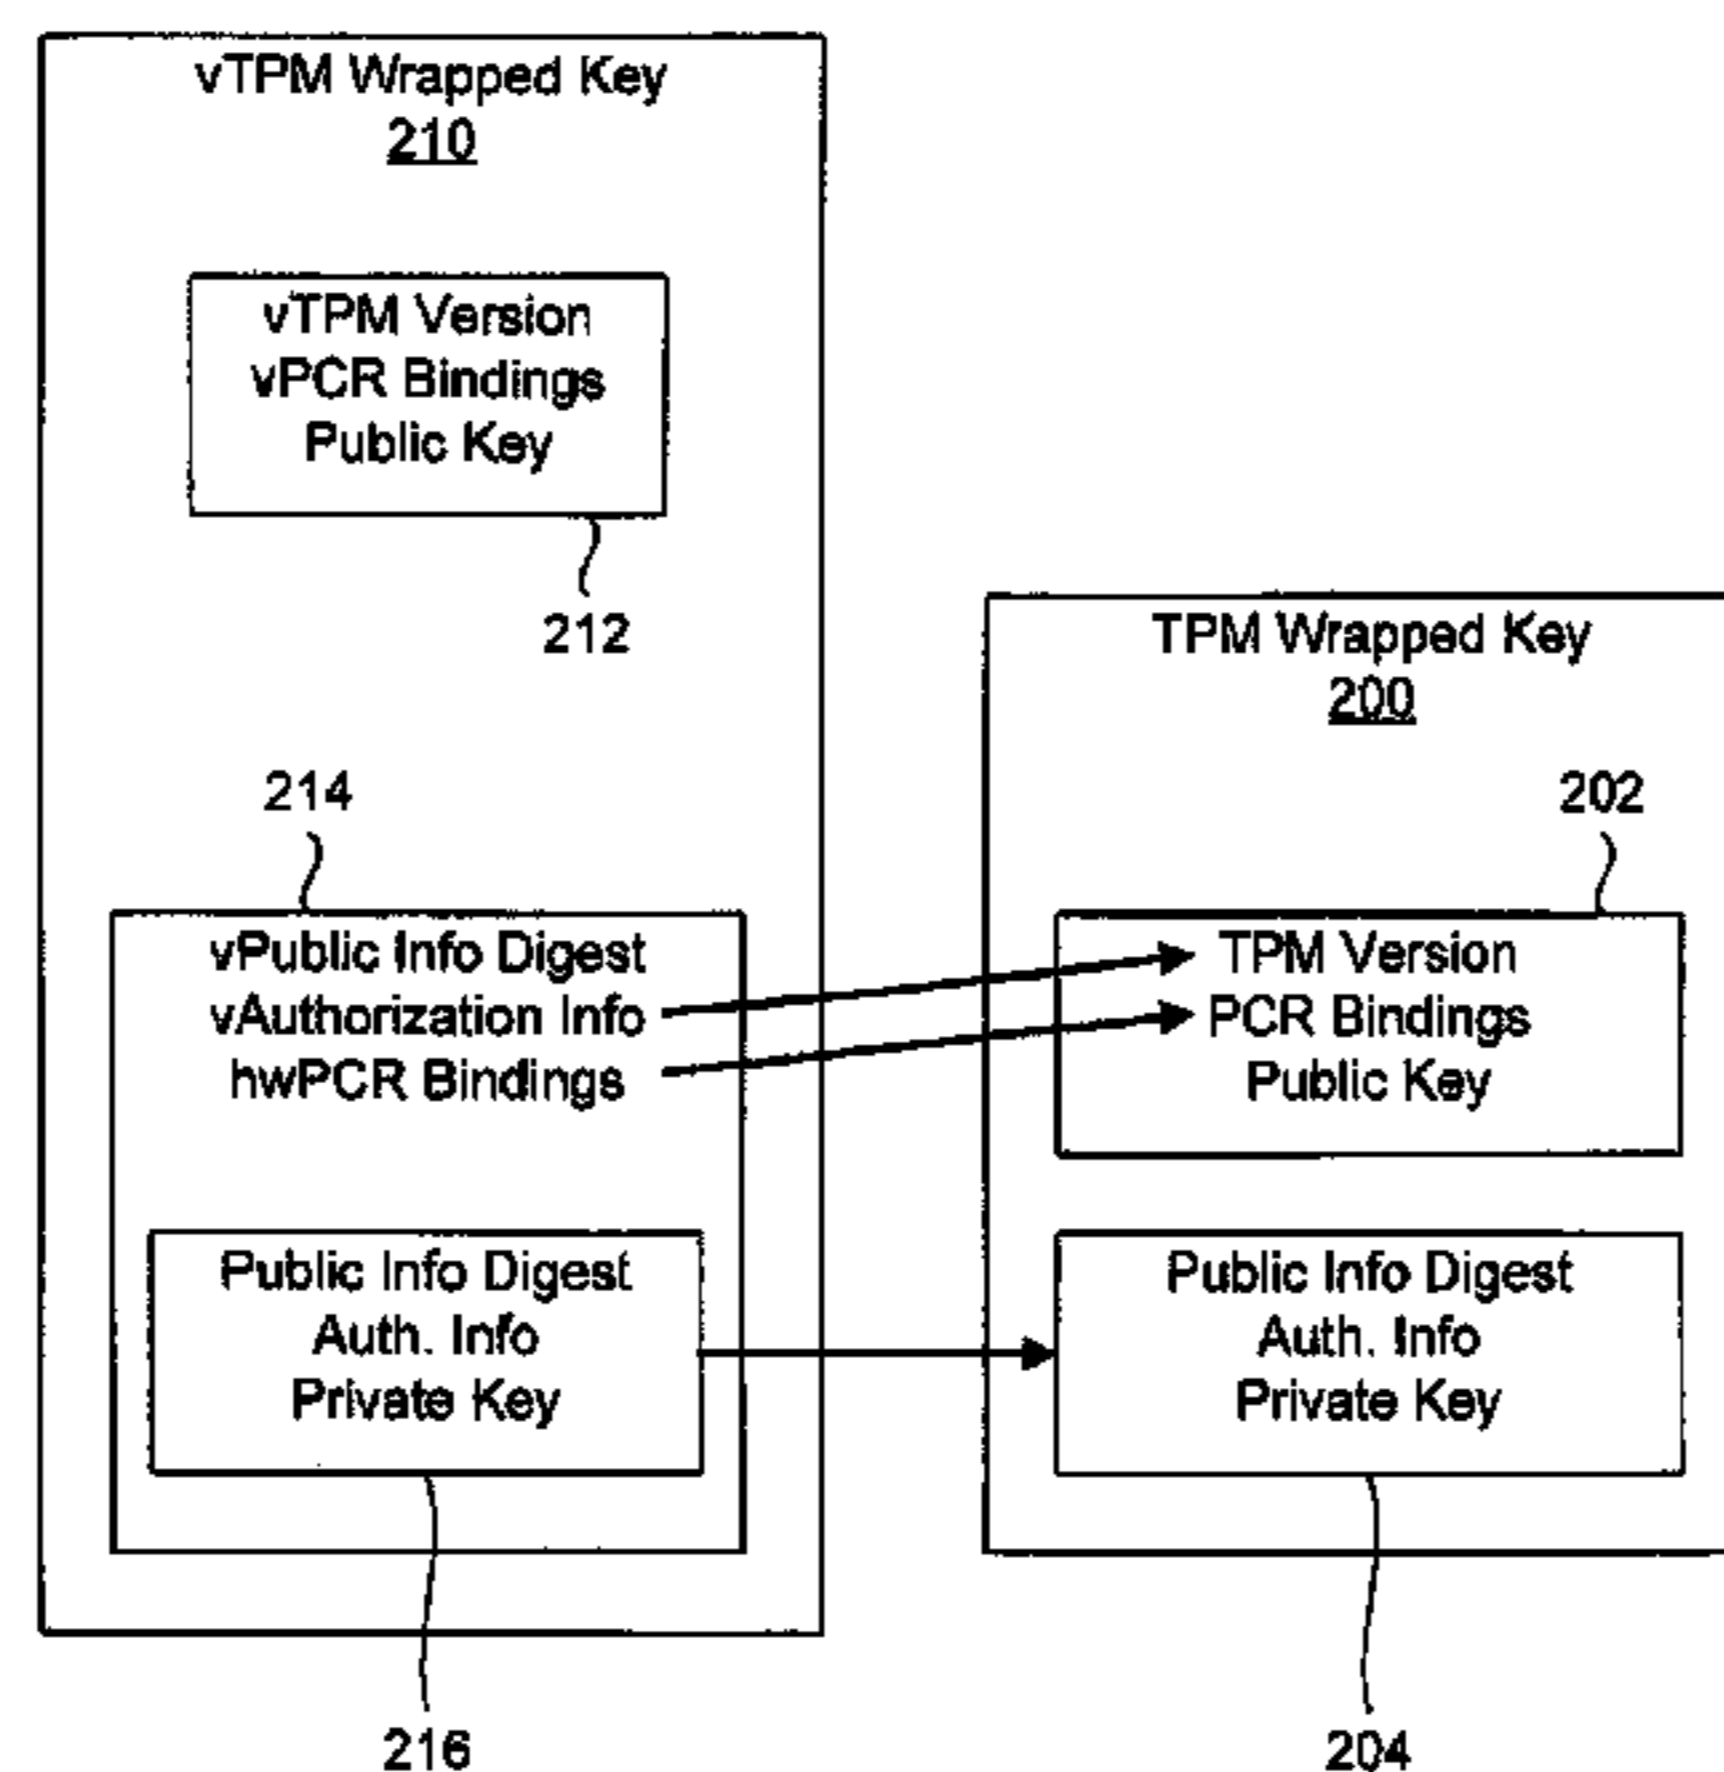 vTPM Wrapped Key
210
vTPM Version
vPCR Bindings
Public Key
212
214
vPublic Info Digest
vAuthorization Info
hwPCR Bindings
Public Info Digest
Auth. Info
Private Key
216
TPM Wrapped Key
200
202
TPM Version
PCR Bindings
Public Key
Public Info Digest
Auth. Info
Private Key
204